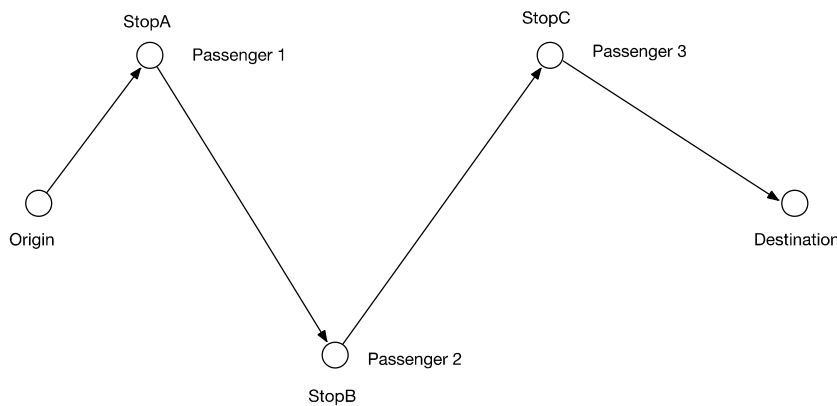 StopA
Passenger 1
StopC
Passenger 3
Origin
Destination
Passenger 2
StopB